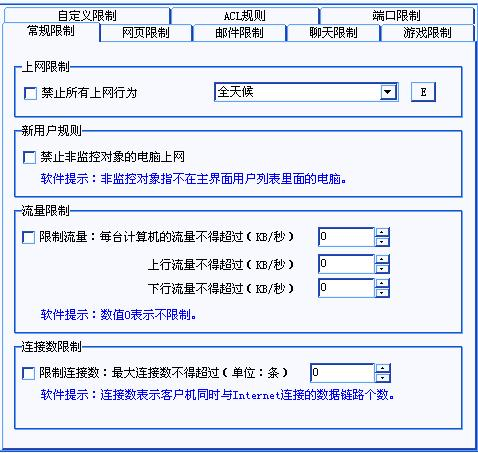 自定义限制 ACL规则 端口限制
常规限制 网页限制 邮件限制 聊天限制 游戏限制
上网限制
禁止所有上网行为 全天候 E
新用户规则
禁止非监控对象的电脑上网
软件提示：非监控对象指不在主界面用户列表里面的电脑。
流量限制
限制流量：每台计算机的流量不得超过（KB/秒） 0
上行流量不得超过（KB/秒） 0
下行流量不得超过（KB/秒） 0
软件提示：数值0表示不限制。
连接数限制
限制连接数：最大连接数不得超过（单位：条） 0
软件提示：连接数表示客户机同时与Internet连接的数据链路个数。